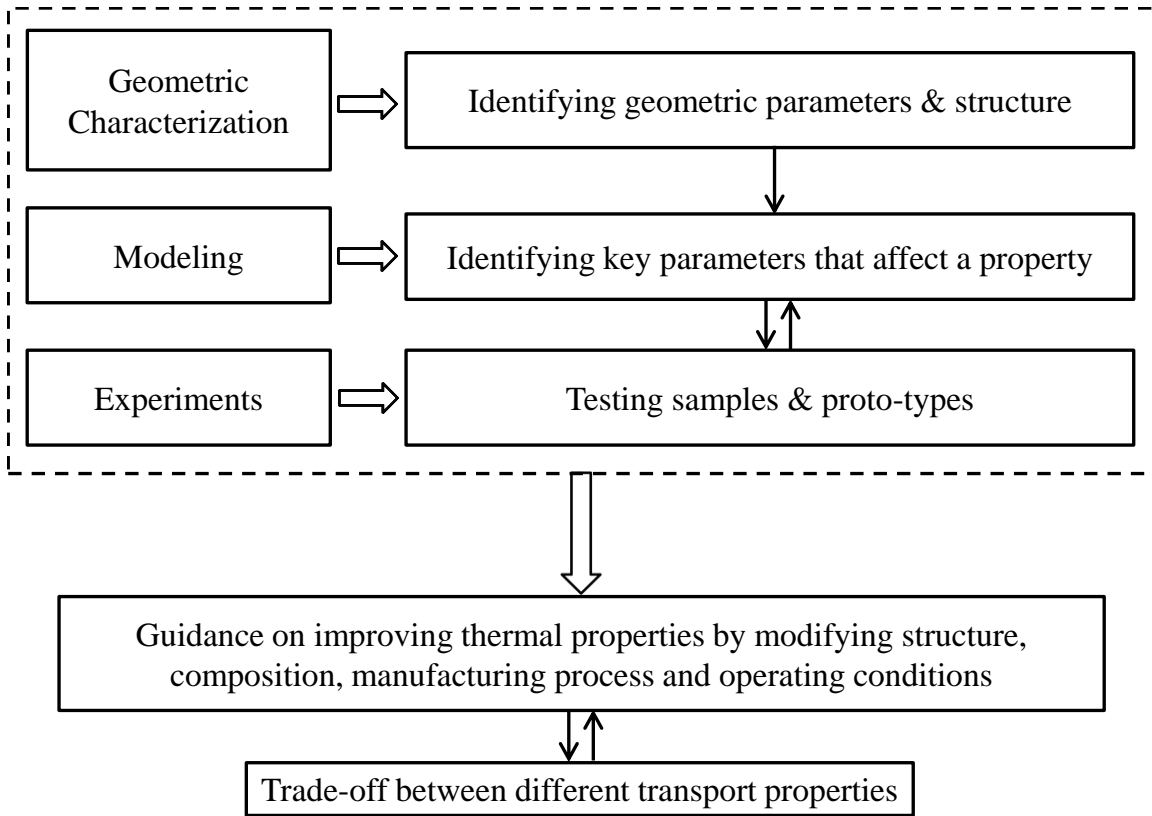 Geometric
Characterization
Identifying geometric parameters & structure
Modeling
Identifying key parameters that affect a property
Experiments
Testing samples & proto-types
Guidance on improving thermal properties by modifying structure,
composition, manufacturing process and operating conditions
Trade-off between different transport properties